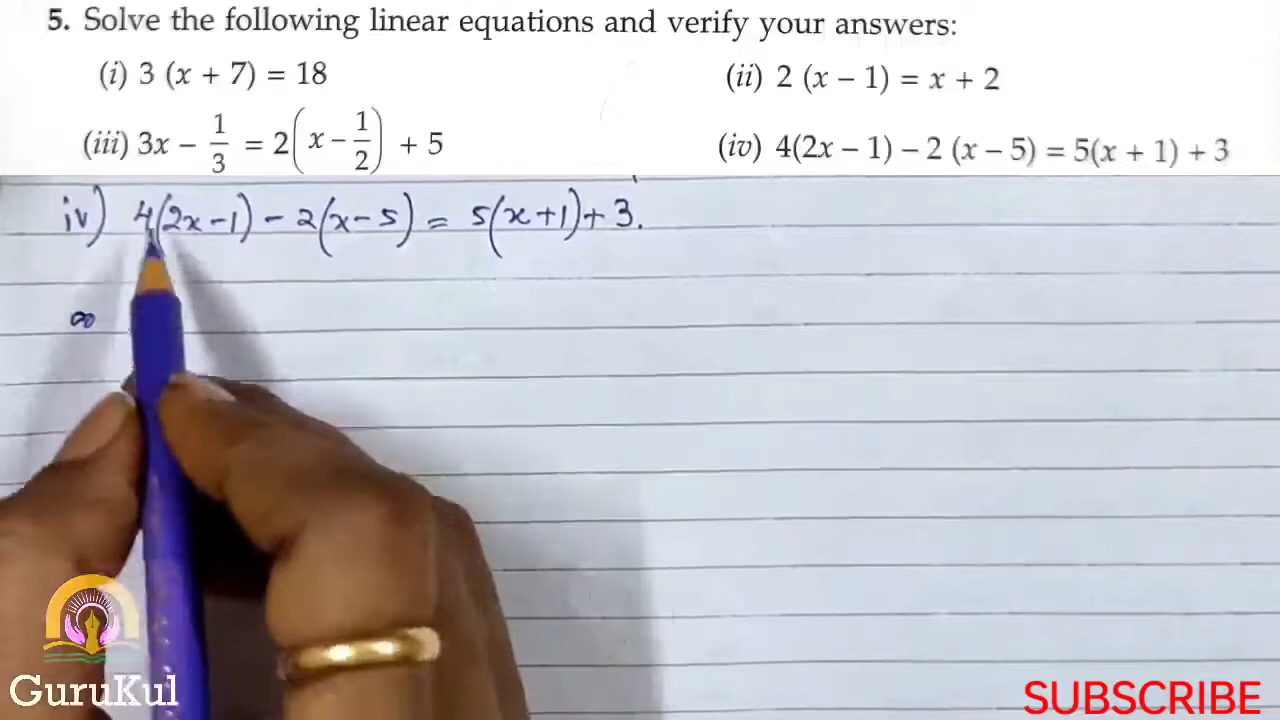 5. Solve the following linear equations and verify your answers:
(i) 3 (x + 7) = 18
(ii) 2 (x − 1) = x + 2
(iii) 3x − 1/3 = 2(x − 1/2) + 5
(iv) 4(2x − 1) − 2 (x − 5) = 5(x + 1) + 3
iv) 4(2x−1) − 2(x−5) = 5(x+1)+3.
GuruKul
SUBSCRIBE